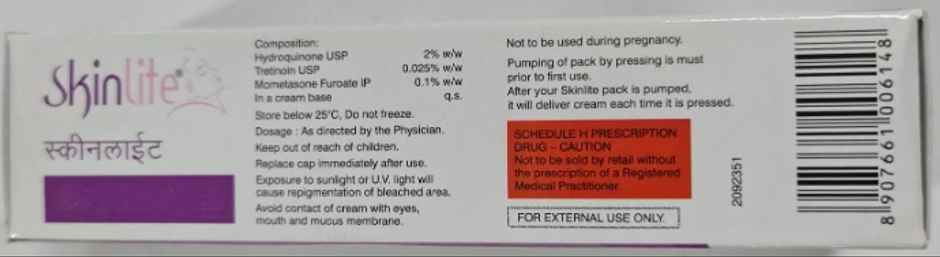 Skinlite®
स्कीनलाईट
Composition:
Hydroquinone USP 2% w/w
Tretinoin USP 0.025% w/w
Mometasone Furoate IP 0.1% w/w
In a cream base q.s.
Store below 25°C, Do not freeze.
Dosage : As directed by the Physician.
Keep out of reach of children.
Replace cap immediately after use.
Exposure to sunlight or U.V. light will
cause repigmentation of bleached area.
Avoid contact of cream with eyes,
mouth and mucous membrane.
Not to be used during pregnancy.
Pumping of pack by pressing is must
prior to first use.
After your Skinlite pack is pumped,
it will deliver cream each time it is pressed.
SCHEDULE H PRESCRIPTION
DRUG – CAUTION
Not to be sold by retail without
the prescription of a Registered
Medical Practitioner.
FOR EXTERNAL USE ONLY.
2092351
8 907661 006148